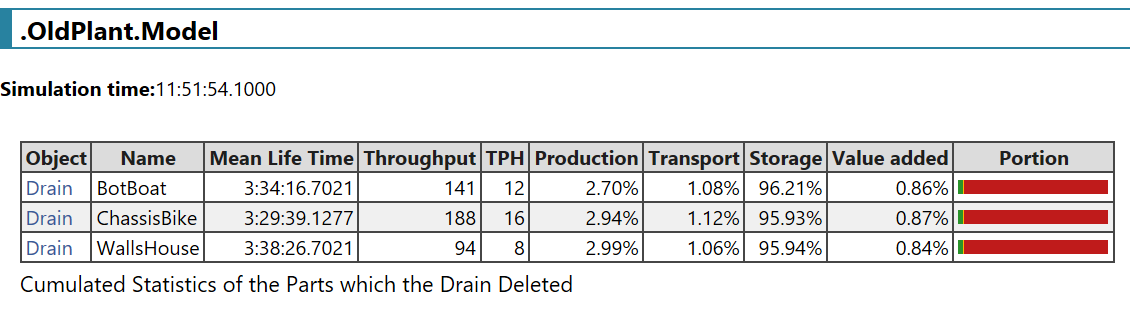 .OldPlant.Model
Simulation time:11:51:54.1000
Object Name Mean Life Time Throughput TPH Production Transport Storage Value added Portion
Drain BotBoat 3:34:16.7021 141 12 2.70% 1.08% 96.21% 0.86%
Drain ChassisBike 3:29:39.1277 188 16 2.94% 1.12% 95.93% 0.87%
Drain WallsHouse 3:38:26.7021 94 8 2.99% 1.06% 95.94% 0.84%
Cumulated Statistics of the Parts which the Drain Deleted